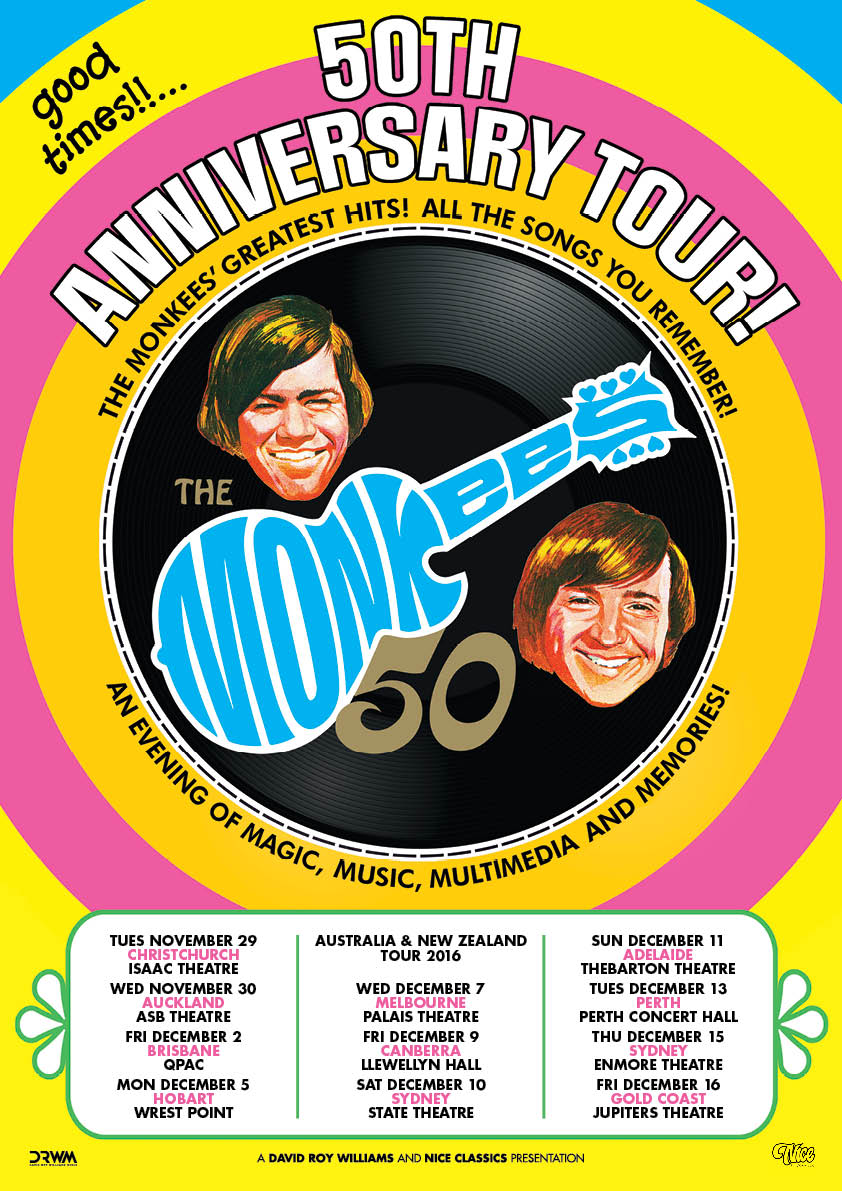 good
times!!...
50TH
ANNIVERSARY TOUR!
THE MONKEES' GREATEST HITS! ALL THE SONGS YOU REMEMBER!
THE
MONKEES
50
AN EVENING OF MAGIC, MUSIC, MULTIMEDIA AND MEMORIES!
TUES NOVEMBER 29
CHRISTCHURCH
ISAAC THEATRE
WED NOVEMBER 30
AUCKLAND
ASB THEATRE
FRI DECEMBER 2
BRISBANE
QPAC
MON DECEMBER 5
HOBART
WREST POINT
AUSTRALIA & NEW ZEALAND
TOUR 2016
WED DECEMBER 7
MELBOURNE
PALAIS THEATRE
FRI DECEMBER 9
CANBERRA
LLEWELLYN HALL
SAT DECEMBER 10
SYDNEY
STATE THEATRE
SUN DECEMBER 11
ADELAIDE
THEBARTON THEATRE
TUES DECEMBER 13
PERTH
PERTH CONCERT HALL
THU DECEMBER 15
SYDNEY
ENMORE THEATRE
FRI DECEMBER 16
GOLD COAST
JUPITERS THEATRE
DRWM
A DAVID ROY WILLIAMS AND NICE CLASSICS PRESENTATION
Nice